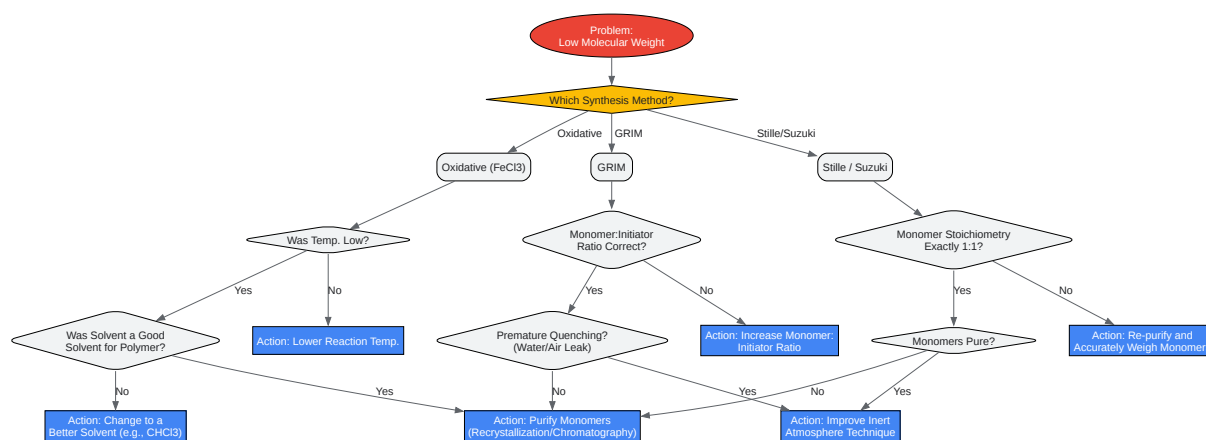 Problem:
Low Molecular Weight
Which Synthesis Method?
Oxidative
GRIM
Stille/Suzuki
Oxidative (FeCl3)
GRIM
Stille / Suzuki
Was Temp. Low?
Monomer:Initiator
Ratio Correct?
Monomer Stoichiometry
Exactly 1:1?
Yes
No
Yes
No
Yes
No
Was Solvent a Good
Solvent for Polymer?
Action: Lower Reaction Temp.
Premature Quenching?
(Water/Air Leak)
Action: Increase Monomer:
Initiator Ratio
Monomers Pure?
Action: Re-purify and
Accurately Weigh Monomer
No
Yes
No
Yes
No
Yes
Action: Change to a
Better Solvent (e.g., CHCl3)
Action: Purify Monomers
(Recrystallization/Chromatography)
Action: Improve Inert
Atmosphere Technique